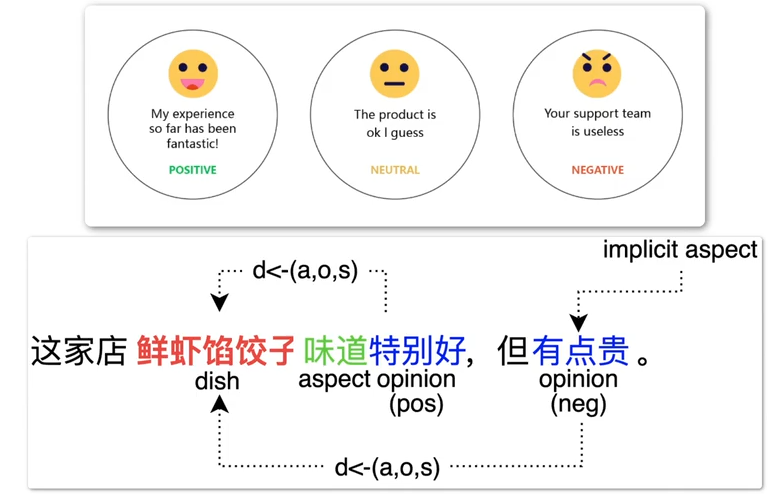 My experience
so far has been
fantastic!
POSITIVE
The product is
ok I guess
NEUTRAL
Your support team
is useless
NEGATIVE
implicit aspect
d<-(a,o,s)
这家店 鲜虾馅饺子 味道特别好，但有点贵。
dish aspect opinion opinion
(pos) (neg)
d<-(a,o,s)